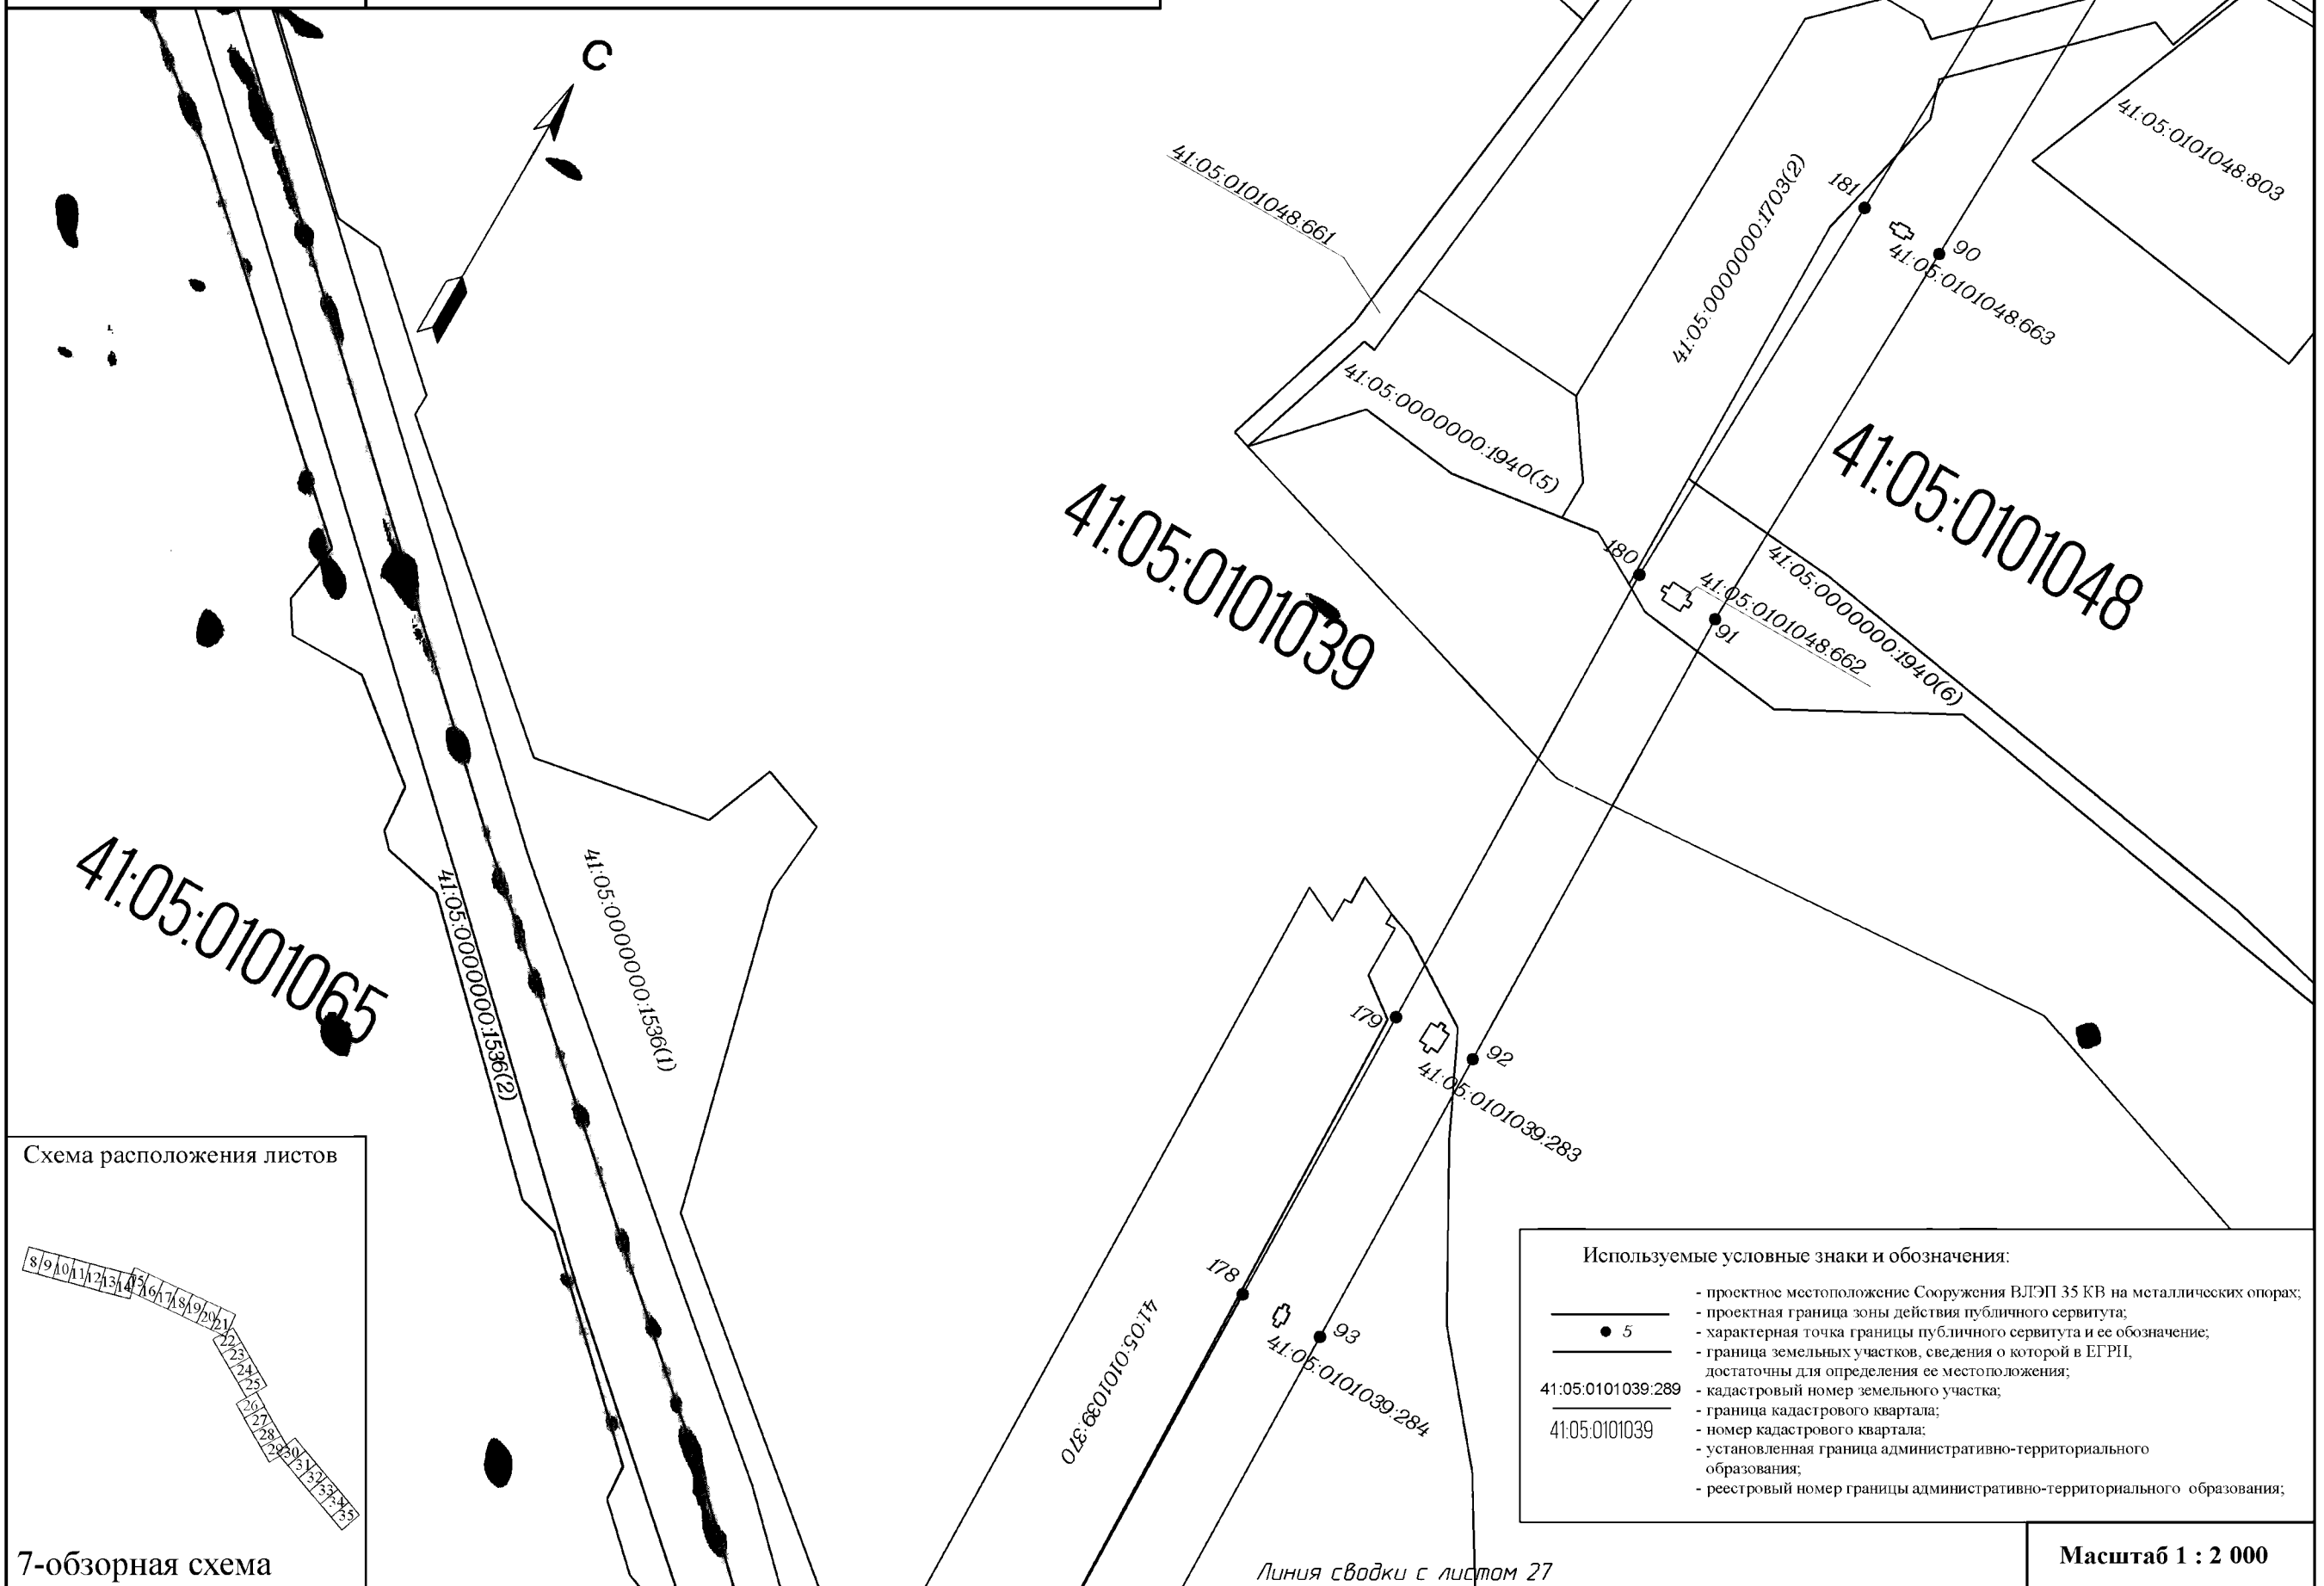 С
41:05:0101048:661
41:05:0000000:1703(2)
181
90
41:05:0101048:663
41:05:0101048:803
41:05:0000000:1940(5)
41:05:0101039
41:05:0101048
180
41:05:0101048:662
91
41:05:0000000:1940(6)
41:05:0101065
41:05:0000000:1536(2)
41:05:0000000:1536(1)
179
92
41:05:0101039:283
178
93
41:05:0101039:284
41:05:0101039:370
Схема расположения листов
8 9 10 11 12 13 14 15 16 17 18 19 20 21
22
23
24
25
26
27
28
29 30
31
32
33
34
35
7-обзорная схема
Линия сводки с листом 27
Используемые условные знаки и обозначения:
- проектное местоположение Сооружения ВЛЭП 35 КВ на металлических опорах;
- проектная граница зоны действия публичного сервитута;
5 - характерная точка границы публичного сервитута и ее обозначение;
- граница земельных участков, сведения о которой в ЕГРН,
достаточны для определения ее местоположения;
41:05:0101039:289 - кадастровый номер земельного участка;
- граница кадастрового квартала;
41:05:0101039 - номер кадастрового квартала;
- установленная граница административно-территориального
образования;
- реестровый номер границы административно-территориального образования;
Масштаб 1 : 2 000